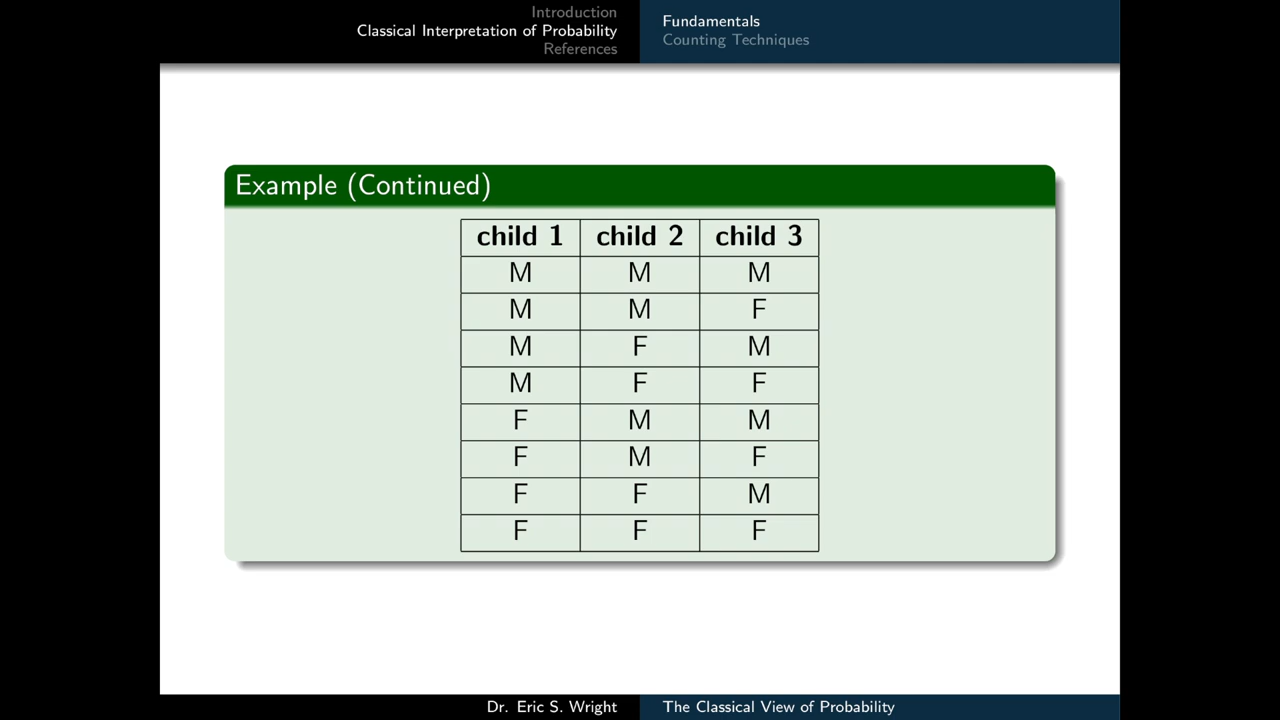 Introduction
Classical Interpretation of Probability
References
Fundamentals
Counting Techniques
Example (Continued)
child 1 child 2 child 3
M M M
M M F
M F M
M F F
F M M
F M F
F F M
F F F
Dr. Eric S. Wright
The Classical View of Probability